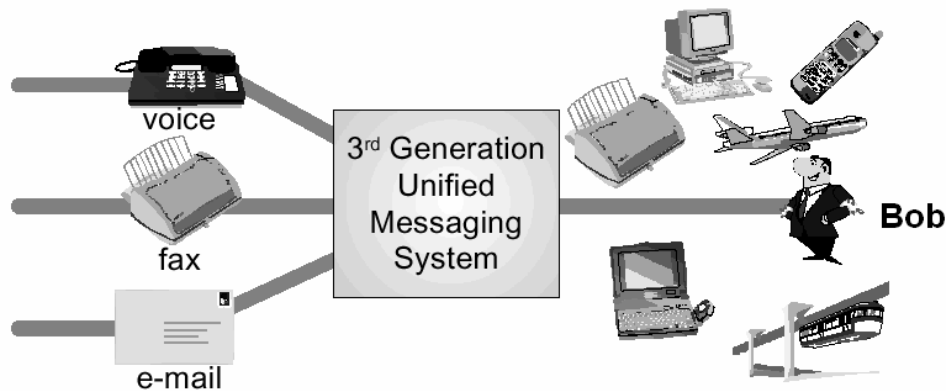 voice
fax
e-mail
3rd Generation
Unified
Messaging
System
Bob